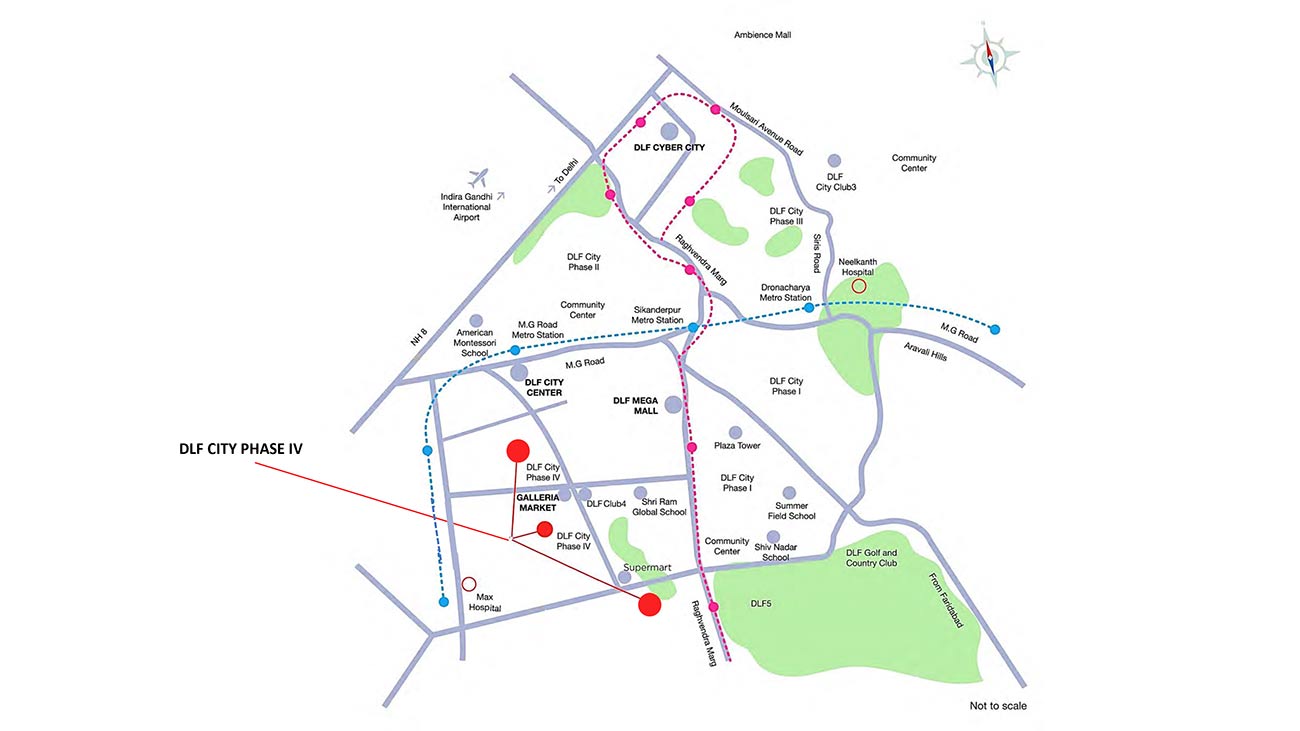 Ambience Mall
Moulsari Avenue Road
DLF CYBER CITY
To Delhi
Community
Center
DLF
City Club3
Indira Gandhi
International
Airport
DLF City
Phase III
Siris Road
Raghvendra Marg
DLF City
Phase II
Neelkanth
Hospital
Dronacharya
Metro Station
Community
Center
Sikanderpur
Metro Station
M.G Road
Metro Station
American
Montessori
School
NH 8
M.G Road
Aravali Hills
M.G Road
DLF CITY
CENTER
DLF City
Phase I
DLF MEGA
MALL
Plaza Tower
DLF CITY PHASE IV
DLF City
Phase IV
DLF City
Phase I
GALLERIA
MARKET
DLF Club4
Shri Ram
Global School
Summer
Field School
DLF City
Phase IV
Community
Center
Shiv Nadar
School
DLF Golf and
Country Club
Supermart
From Faridabad
Max
Hospital
DLF5
Raghvendra Marg
Not to scale